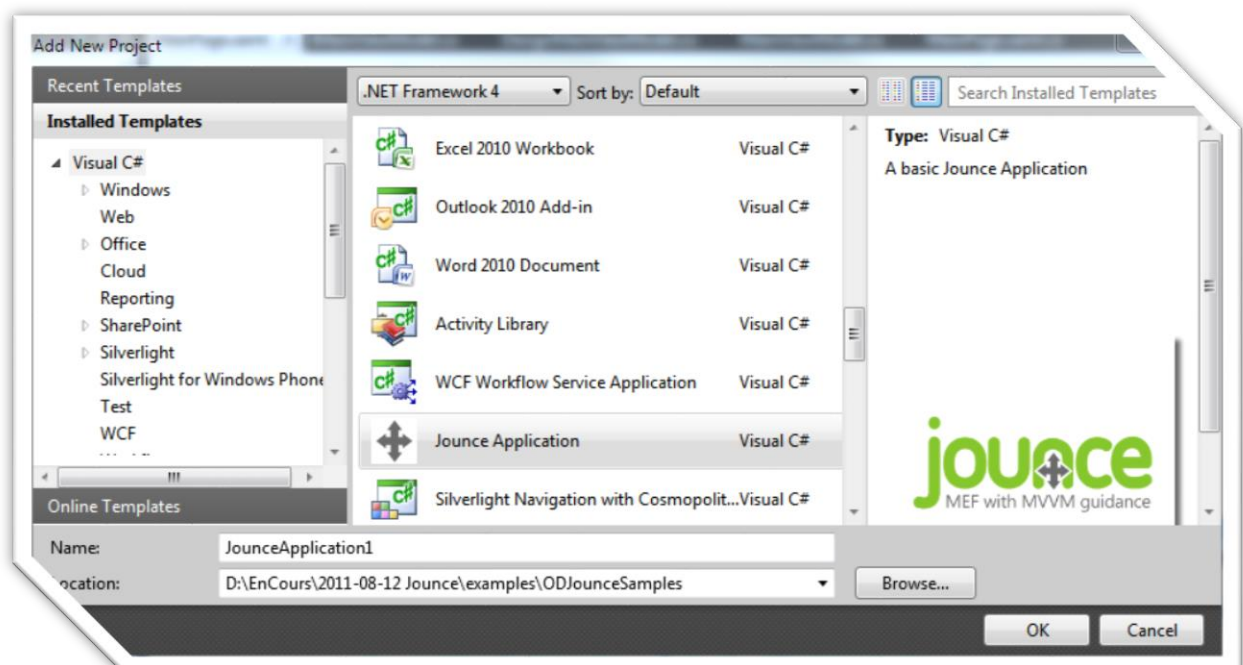 Add New Project
Recent Templates
Installed Templates
Visual C#
Windows
Web
Office
Cloud
Reporting
SharePoint
Silverlight
Silverlight for Windows Phone
Test
WCF
Online Templates
.NET Framework 4
Sort by: Default
Search Installed Templates
Excel 2010 Workbook Visual C#
Outlook 2010 Add-in Visual C#
Word 2010 Document Visual C#
Activity Library Visual C#
WCF Workflow Service Application Visual C#
Jounce Application Visual C#
Silverlight Navigation with Cosmopolit...Visual C#
Type: Visual C#
A basic Jounce Application
jounce
MEF with MVVM guidance
Name: JounceApplication1
Location: D:\EnCours\2011-08-12 Jounce\examples\ODJounceSamples
Browse...
OK Cancel